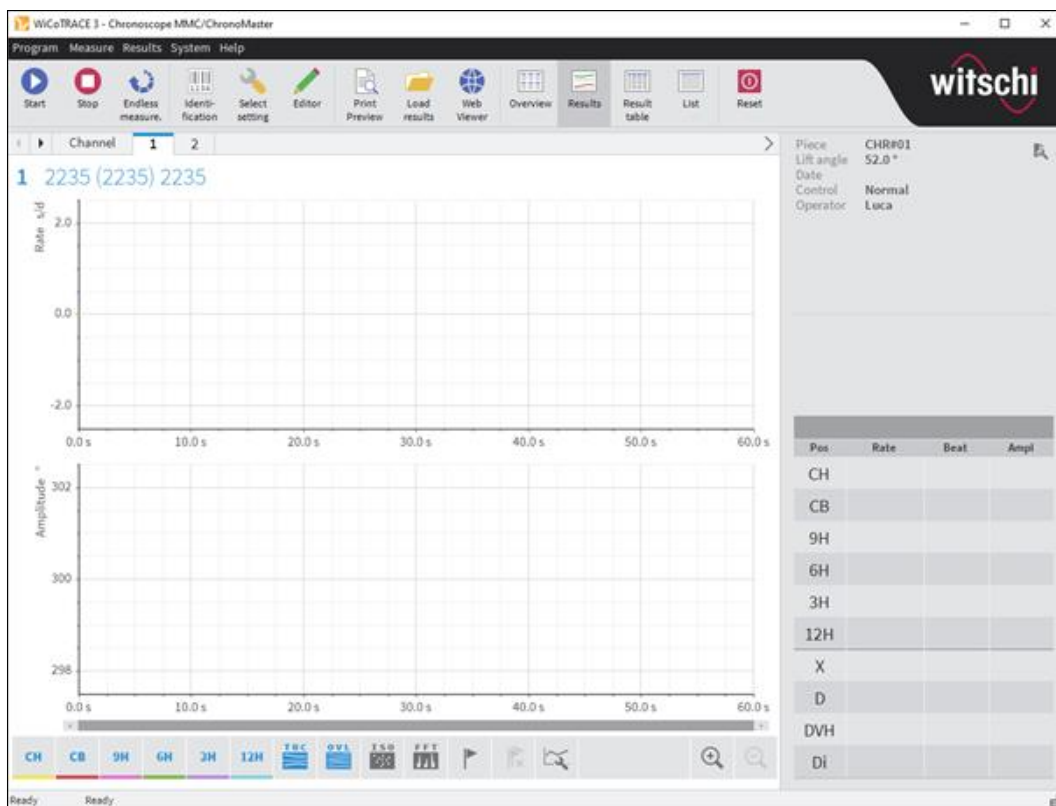 WiCoTRACE 3 - Chronoscope MMC/ChronoMaster
Program Measure Results System Help
Start Stop Endless measure. Identi-fication Select setting Editor Print Preview Load results Web Viewer Overview Results Result table List Reset
witschi
Channel 1 2
1 2235 (2235) 2235
Piece CHR#01
Lift angle 52.0 °
Date
Control Normal
Operator Luca
Rate s/d
2.0
0.0
-2.0
0.0 s 10.0 s 20.0 s 30.0 s 40.0 s 50.0 s 60.0 s
Amplitude °
302
300
298
0.0 s 10.0 s 20.0 s 30.0 s 40.0 s 50.0 s 60.0 s
Pos Rate Beat Ampl
CH
CB
9H
6H
3H
12H
X
D
DVH
Di
CH CB 9H 6H 3H 12H TRC OVL ISO FFT
Ready Ready